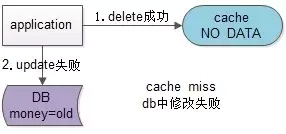 application
1.delete成功
cache
NO DATA
2.update失败
DB
money=old
cache miss
db中修改失败